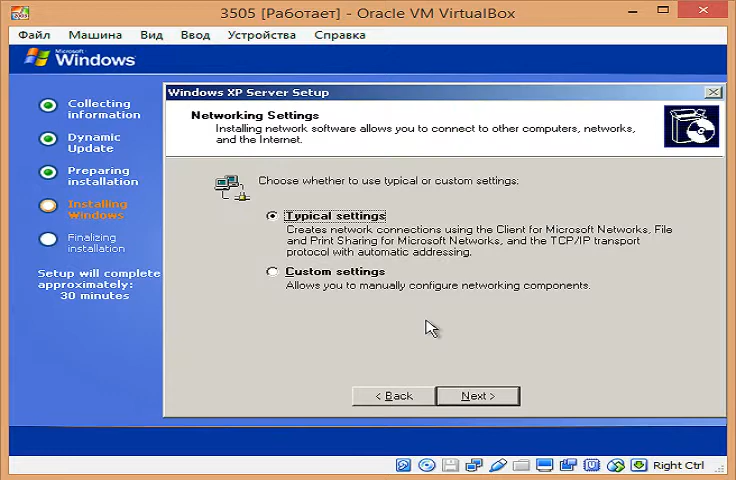 3505 [Работает] - Oracle VM VirtualBox
Файл Машина Вид Ввод Устройства Справка
Microsoft
Windows
Collecting
information
Dynamic
Update
Preparing
installation
Installing
Windows
Finalizing
installation
Setup will complete
approximately:
30 minutes
Windows XP Server Setup
Networking Settings
Installing network software allows you to connect to other computers, networks,
and the Internet.
Choose whether to use typical or custom settings:
Typical settings
Creates network connections using the Client for Microsoft Networks, File
and Print Sharing for Microsoft Networks, and the TCP/IP transport
protocol with automatic addressing.
Custom settings
Allows you to manually configure networking components.
< Back Next >
Right Ctrl